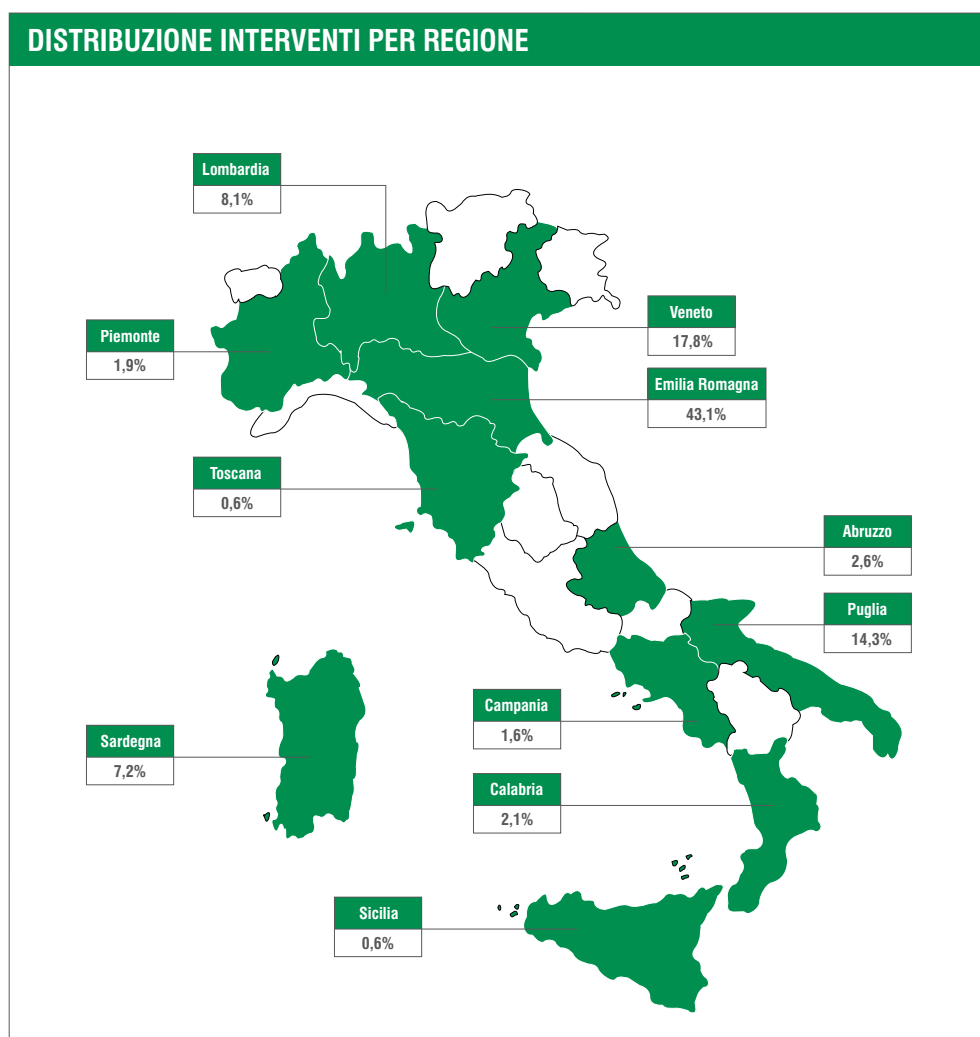 DISTRIBUZIONE INTERVENTI PER REGIONE
Lombardia
8,1%
Veneto
17,8%
Piemonte
1,9%
Emilia Romagna
43,1%
Toscana
0,6%
Abruzzo
2,6%
Puglia
14,3%
Campania
1,6%
Sardegna
7,2%
Calabria
2,1%
Sicilia
0,6%